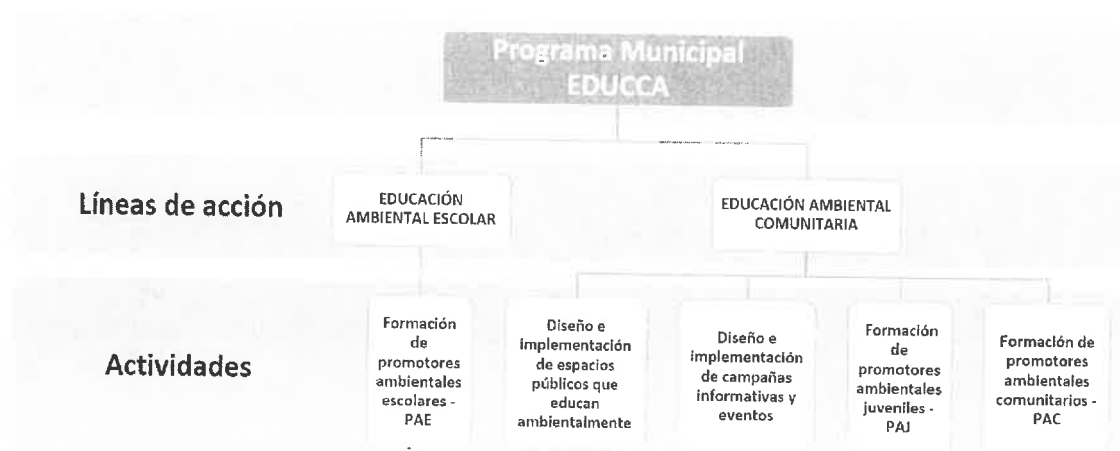 Programa Municipal
EDUCCA
Líneas de acción
EDUCACIÓN
AMBIENTAL ESCOLAR
EDUCACIÓN AMBIENTAL
COMUNITARIA
Actividades
Formación
de
promotores
ambientales
escolares -
PAE
Diseño e
implementación
de espacios
públicos que
educan
ambientalmente
Diseño e
implementación
de campañas
informativas y
eventos
Formación
de
promotores
ambientales
juveniles -
PAJ
Formación de
promotores
ambientales
comunitarios -
PAC